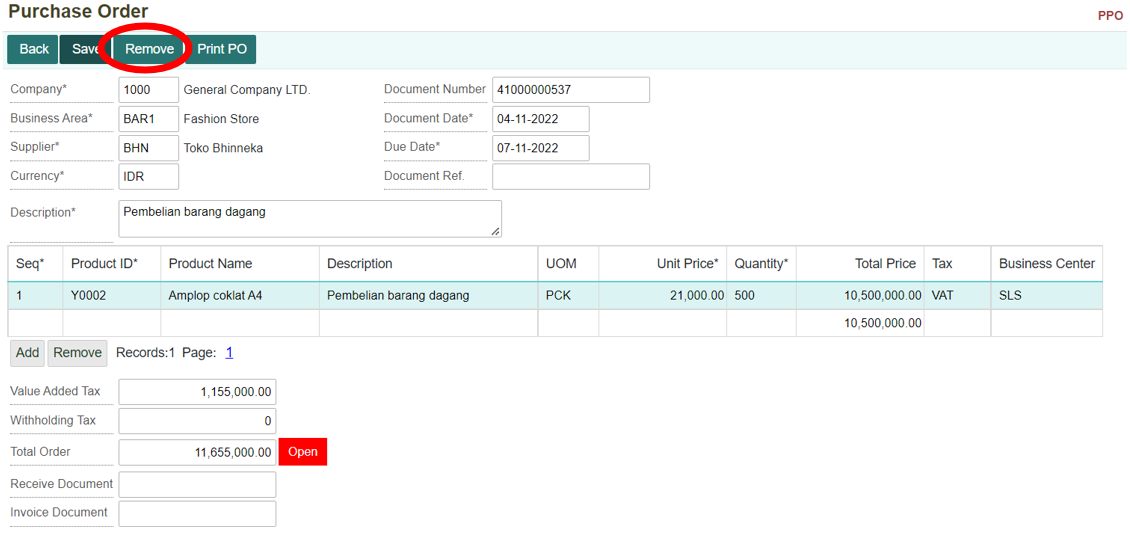 Purchase Order
PPO
Back Save Remove Print PO
Company* 1000 General Company LTD. Document Number 41000000537
Business Area* BAR1 Fashion Store Document Date* 04-11-2022
Supplier* BHN Toko Bhinneka Due Date* 07-11-2022
Currency* IDR Document Ref.
Description* Pembelian barang dagang
Seq* Product ID* Product Name Description UOM Unit Price* Quantity* Total Price Tax Business Center
1 Y0002 Amplop coklat A4 Pembelian barang dagang PCK 21,000.00 500 10,500,000.00 VAT SLS
10,500,000.00
Add Remove Records:1 Page: 1
Value Added Tax 1,155,000.00
Withholding Tax 0
Total Order 11,655,000.00 Open
Receive Document
Invoice Document